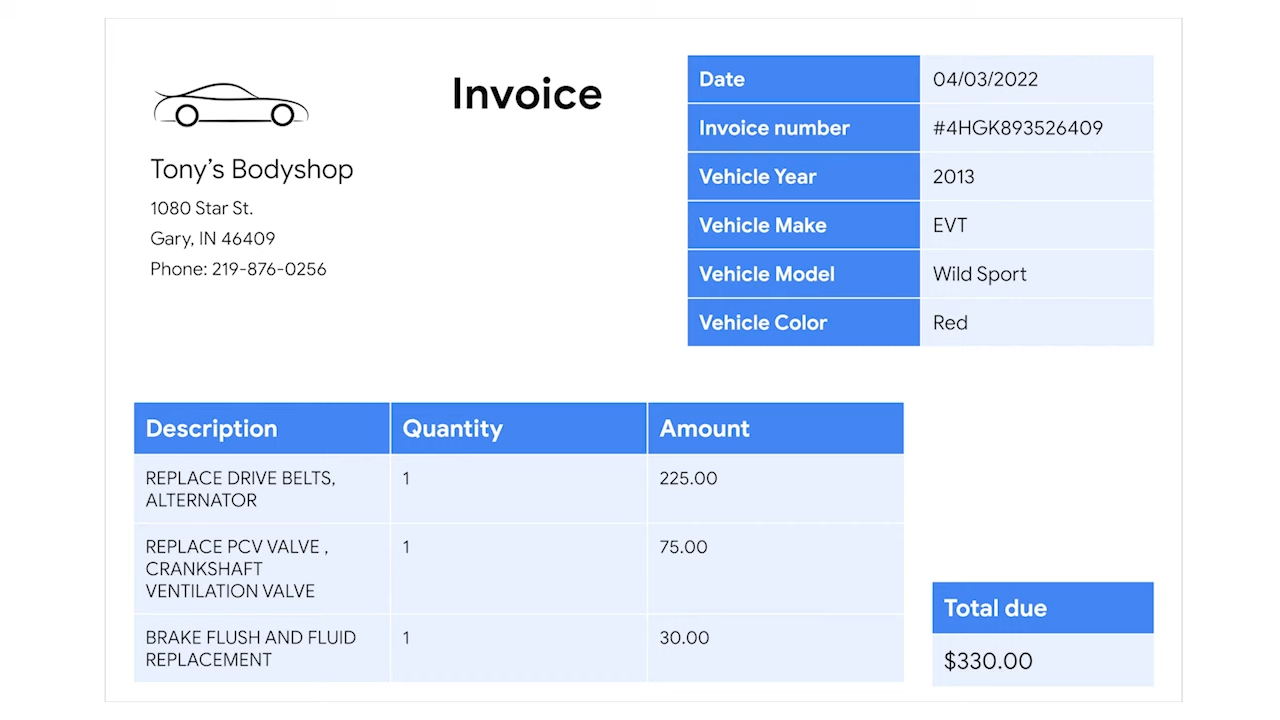 Invoice
Tony’s Bodyshop
1080 Star St.
Gary, IN 46409
Phone: 219-876-0256
Date 04/03/2022
Invoice number #4HGK893526409
Vehicle Year 2013
Vehicle Make EVT
Vehicle Model Wild Sport
Vehicle Color Red
Description Quantity Amount
REPLACE DRIVE BELTS, 1 225.00
ALTERNATOR
REPLACE PCV VALVE , 1 75.00
CRANKSHAFT
VENTILATION VALVE
BRAKE FLUSH AND FLUID 1 30.00
REPLACEMENT
Total due
$330.00